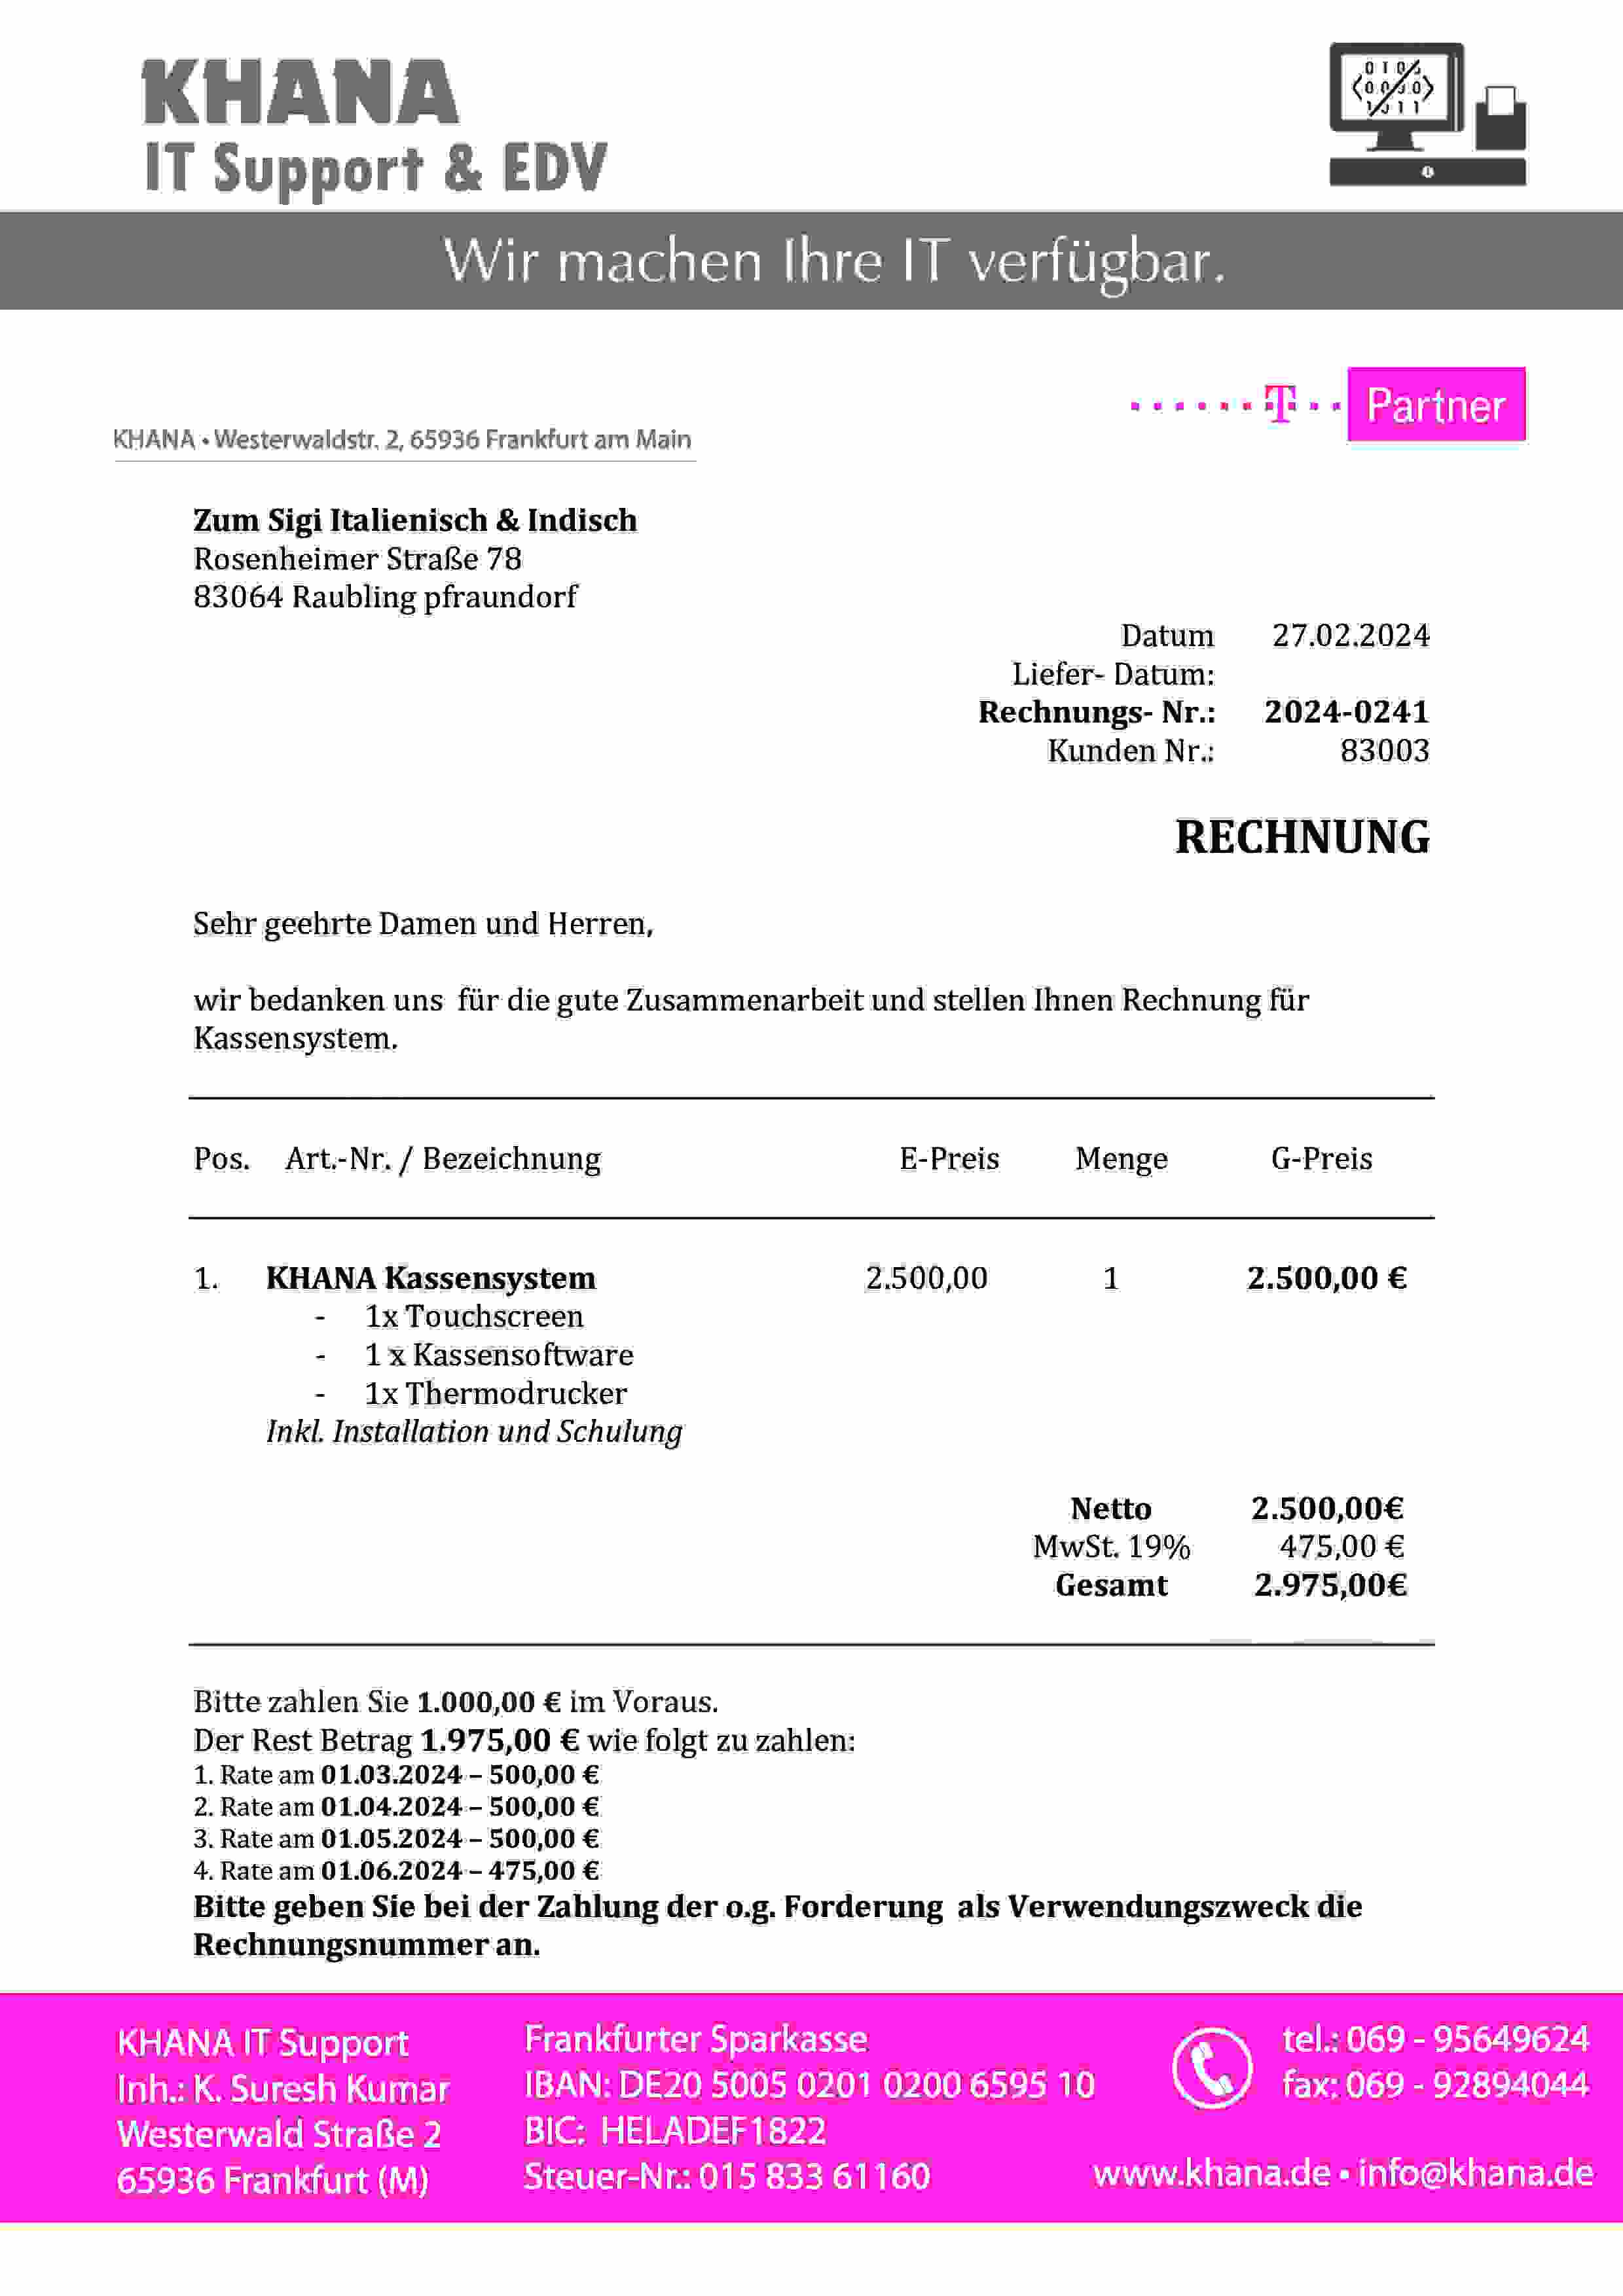 KHANA
IT Support & EDV
Wir machen Ihre IT verfügbar.
T Partner
KHANA • Westerwaldstr. 2, 65936 Frankfurt am Main
Zum Sigi Italienisch & Indisch
Rosenheimer Straße 78
83064 Raubling pfraundorf
Datum 27.02.2024
Liefer- Datum:
Rechnungs- Nr.: 2024-0241
Kunden Nr.: 83003
RECHNUNG
Sehr geehrte Damen und Herren,
wir bedanken uns für die gute Zusammenarbeit und stellen Ihnen Rechnung für
Kassensystem.
Pos. Art.-Nr. / Bezeichnung E-Preis Menge G-Preis
1. KHANA Kassensystem 2.500,00 1 2.500,00 €
- 1x Touchscreen
- 1 x Kassensoftware
- 1x Thermodrucker
Inkl. Installation und Schulung
Netto 2.500,00€
MwSt. 19% 475,00 €
Gesamt 2.975,00€
Bitte zahlen Sie 1.000,00 € im Voraus.
Der Rest Betrag 1.975,00 € wie folgt zu zahlen:
1. Rate am 01.03.2024 – 500,00 €
2. Rate am 01.04.2024 – 500,00 €
3. Rate am 01.05.2024 – 500,00 €
4. Rate am 01.06.2024 – 475,00 €
Bitte geben Sie bei der Zahlung der o.g. Forderung als Verwendungszweck die
Rechnungsnummer an.
KHANA IT Support
Inh.: K. Suresh Kumar
Westerwald Straße 2
65936 Frankfurt (M)
Frankfurter Sparkasse
IBAN: DE20 5005 0201 0200 6595 10
BIC: HELADEF1822
Steuer-Nr.: 015 833 61160
tel.: 069 - 95649624
fax: 069 - 92894044
www.khana.de • info@khana.de